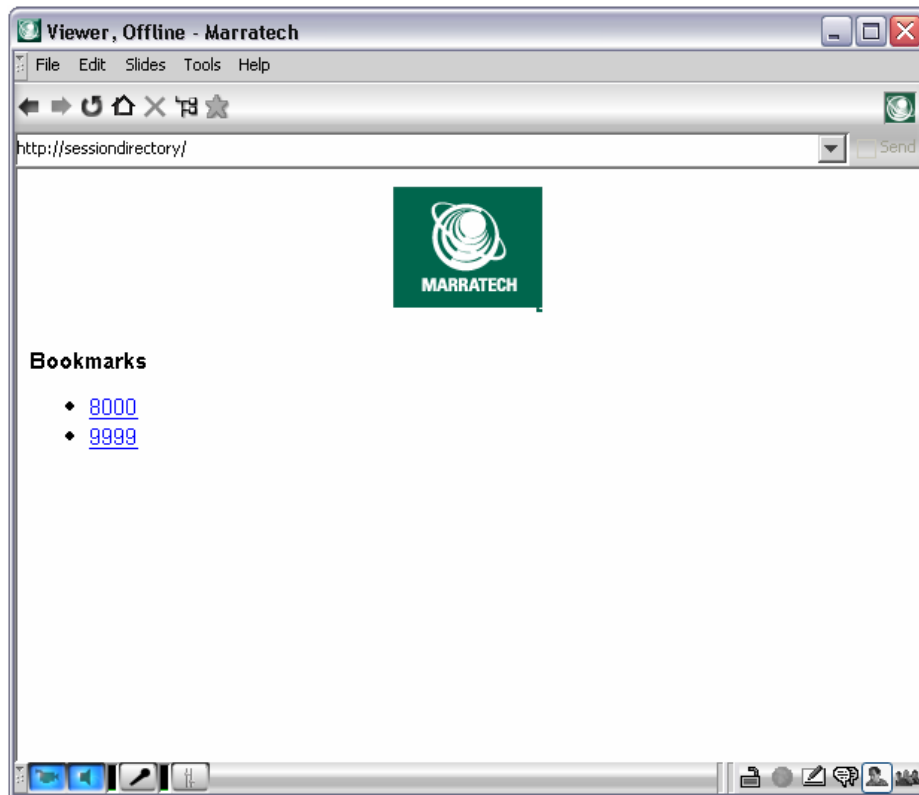 Viewer, Offline - Marratech
File Edit Slides Tools Help
http://sessiondirectory/
Send
MARRATECH
Bookmarks
8000
9999